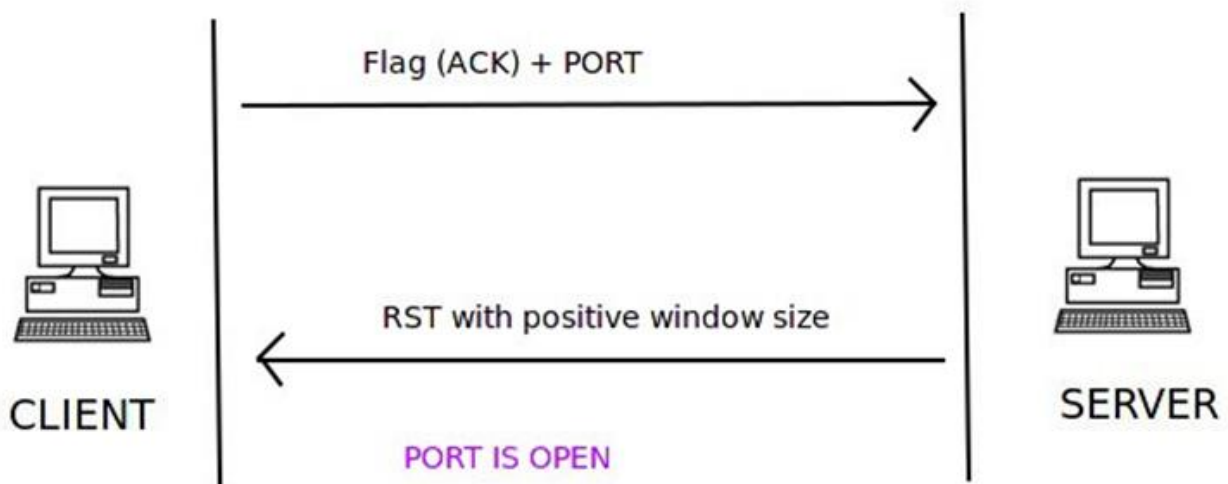 Flag (ACK) + PORT
RST with positive window size
CLIENT
SERVER
PORT IS OPEN